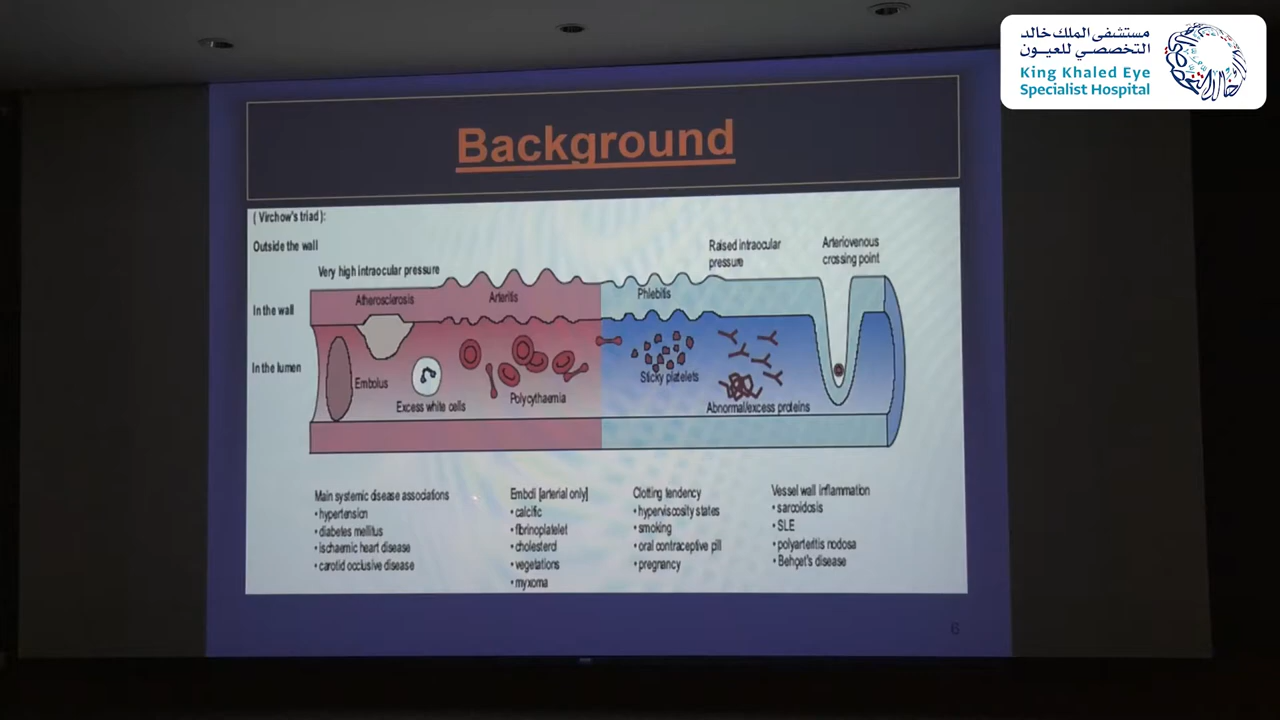 مستشفى الملك خالد
التخصصي للعيون
King Khaled Eye
Specialist Hospital
Background
( Virchow's triad ):
Outside the wall
Very high intraocular pressure
Raised intraocular
pressure
Arteriovenous
crossing point
In the wall
Atherosclerosis
Arteritis
Phlebitis
In the lumen
Embolus
Excess white cells
Polycythaemia
Sticky platelets
Abnormal/excess proteins
Main systemic disease associations
• hypertension
• diabetes mellitus
• ischaemic heart disease
• carotid occlusive disease
Emboli [arterial only]
• calcific
• fibrinoplatelet
• cholesterol
• vegetations
• myxoma
Clotting tendency
• hyperviscosity states
• smoking
• oral contraceptive pill
• pregnancy
Vessel wall inflammation
• sarcoidosis
• SLE
• polyarteritis nodosa
• Behçet's disease
6